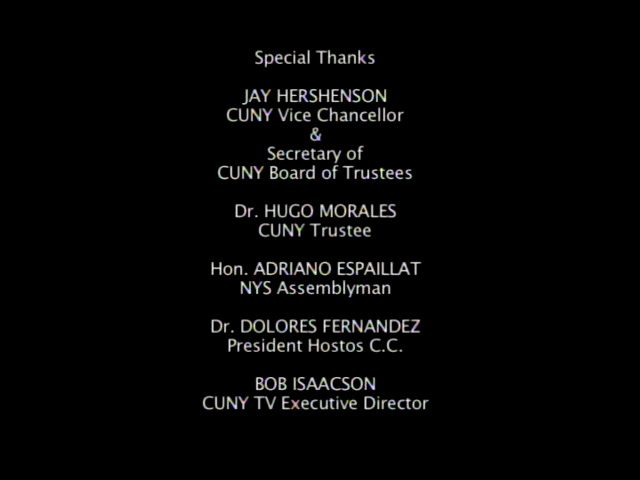 Special Thanks
JAY HERSHENSON
CUNY Vice Chancellor
&
Secretary of
CUNY Board of Trustees
Dr. HUGO MORALES
CUNY Trustee
Hon. ADRIANO ESPAILLAT
NYS Assemblyman
Dr. DOLORES FERNANDEZ
President Hostos C.C.
BOB ISAACSON
CUNY TV Executive Director